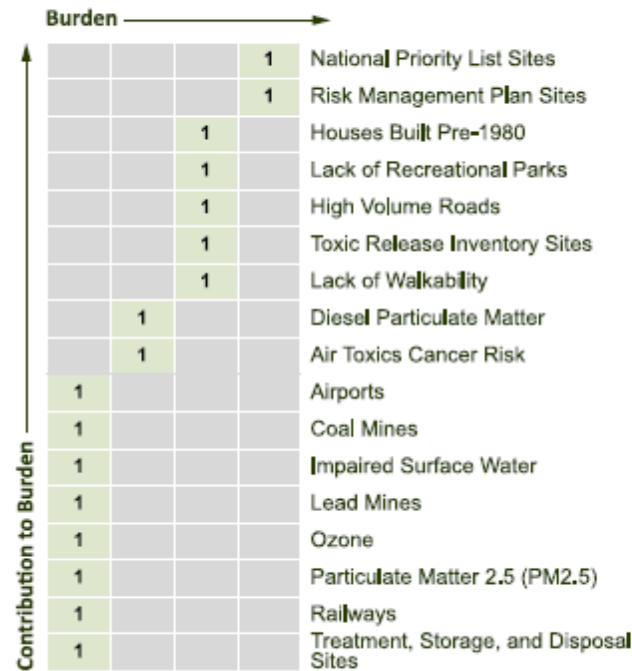 Burden
1 National Priority List Sites
1 Risk Management Plan Sites
1 Houses Built Pre-1980
1 Lack of Recreational Parks
1 High Volume Roads
1 Toxic Release Inventory Sites
1 Lack of Walkability
1 Diesel Particulate Matter
1 Air Toxics Cancer Risk
1 Airports
1 Coal Mines
1 Impaired Surface Water
1 Lead Mines
1 Ozone
1 Particulate Matter 2.5 (PM2.5)
1 Railways
1 Treatment, Storage, and Disposal
Sites
Contribution to Burden